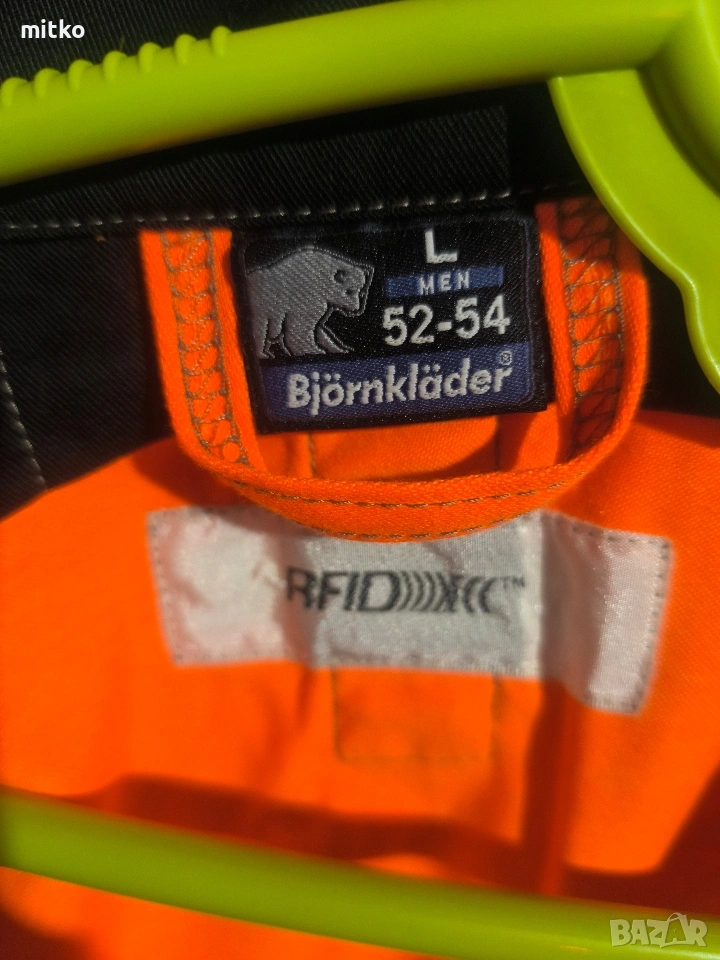 mitko
L
MEN
52-54
Björnkläder®
RFID ™
BAZAR